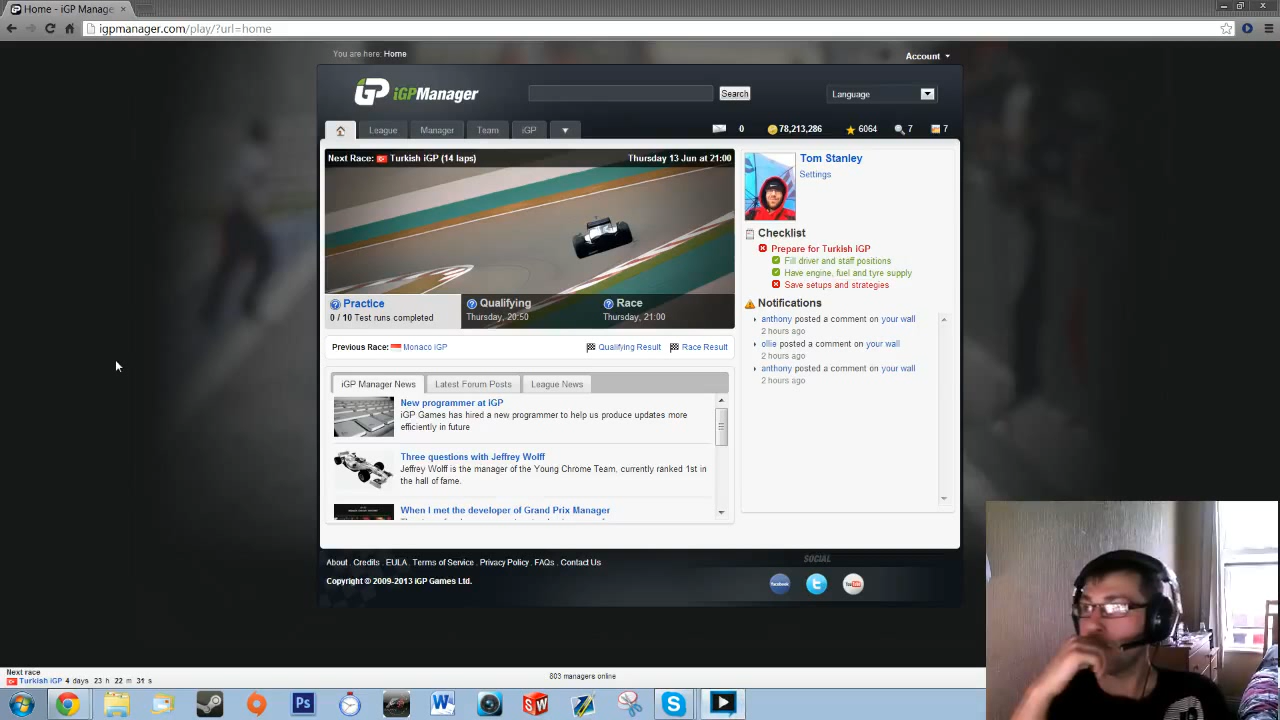 Home - iGP Manager
igpmanager.com/play/?url=home
You are here: Home
Account
iGPManager
Search
Language
League
Manager
Team
iGP
0
78,213,286
6064
7
7
Next Race: Turkish iGP (14 laps)
Thursday 13 Jun at 21:00
Practice
0 / 10 Test runs completed
Qualifying
Thursday, 20:50
Race
Thursday, 21:00
Previous Race: Monaco iGP
Qualifying Result
Race Result
iGP Manager News
Latest Forum Posts
League News
New programmer at iGP
iGP Games has hired a new programmer to help us produce updates more
efficiently in future
Three questions with Jeffrey Wolff
Jeffrey Wolff is the manager of the Young Chrome Team, currently ranked 1st in
the hall of fame.
When I met the developer of Grand Prix Manager
Tom Stanley
Settings
Checklist
Prepare for Turkish iGP
Fill driver and staff positions
Have engine, fuel and tyre supply
Save setups and strategies
Notifications
anthony posted a comment on your wall
2 hours ago
ollie posted a comment on your wall
2 hours ago
anthony posted a comment on your wall
2 hours ago
About . Credits . EULA . Terms of Service . Privacy Policy . FAQs . Contact Us
Copyright © 2009-2013 iGP Games Ltd.
SOCIAL
facebook
You Tube
Next race
Turkish iGP 4 days 23 h 22 m 31 s
803 managers online
Ps
W
SW